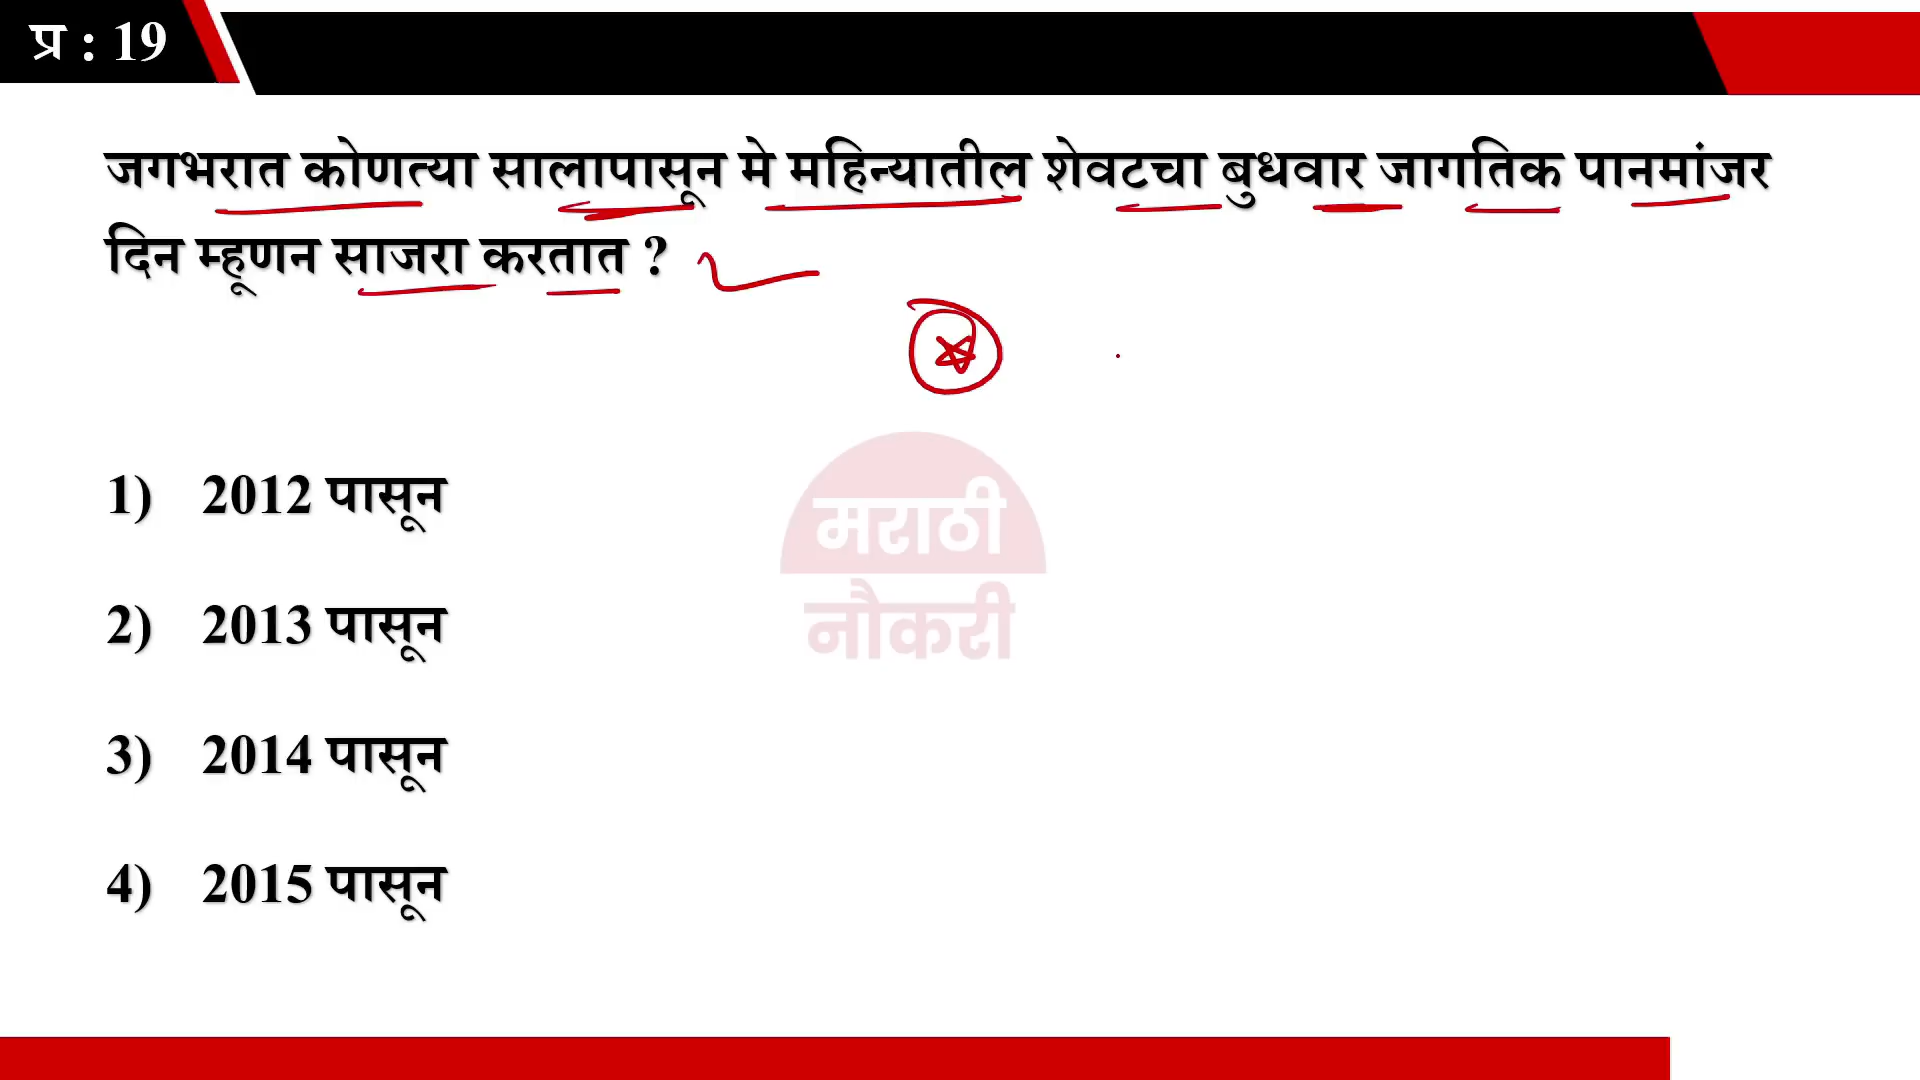 प्र : 19
जगभरात कोणत्या सालापासून मे महिन्यातील शेवटचा बुधवार जागतिक पानमांजर
दिन म्हूणन साजरा करतात ?
1) 2012 पासून
मराठी
नौकरी
2) 2013 पासून
3) 2014 पासून
4) 2015 पासून